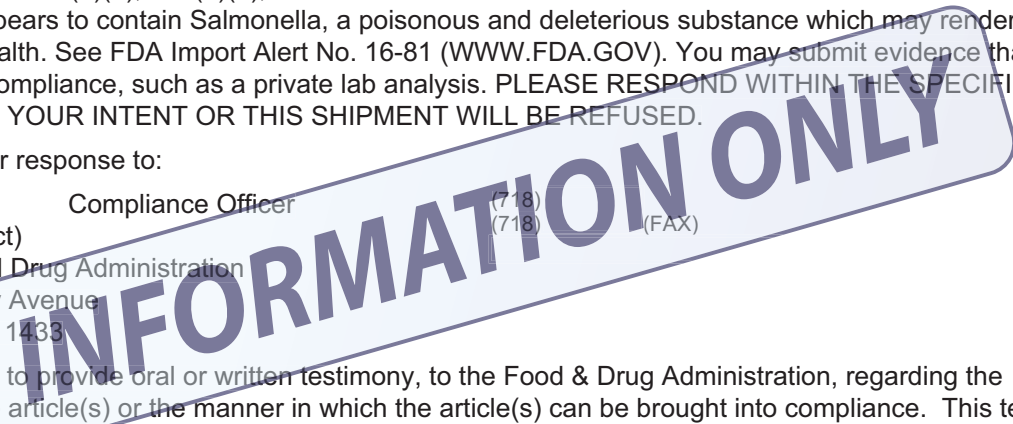 pears to contain Salmonella, a poisonous and deleterious substance which may render
alth. See FDA Import Alert No. 16-81 (WWW.FDA.GOV). You may submit evidence tha
ompliance, such as a private lab analysis. PLEASE RESPOND WITHIN THE SPECIFI
YOUR INTENT OR THIS SHIPMENT WILL BE REFUSED.
r response to:
Compliance Officer (718)
ct) (718) (FAX)
Drug Administration
Avenue
1433
INFORMATION ONLY
to provide oral or written testimony, to the Food & Drug Administration, regarding the
article(s) or the manner in which the article(s) can be brought into compliance. This te